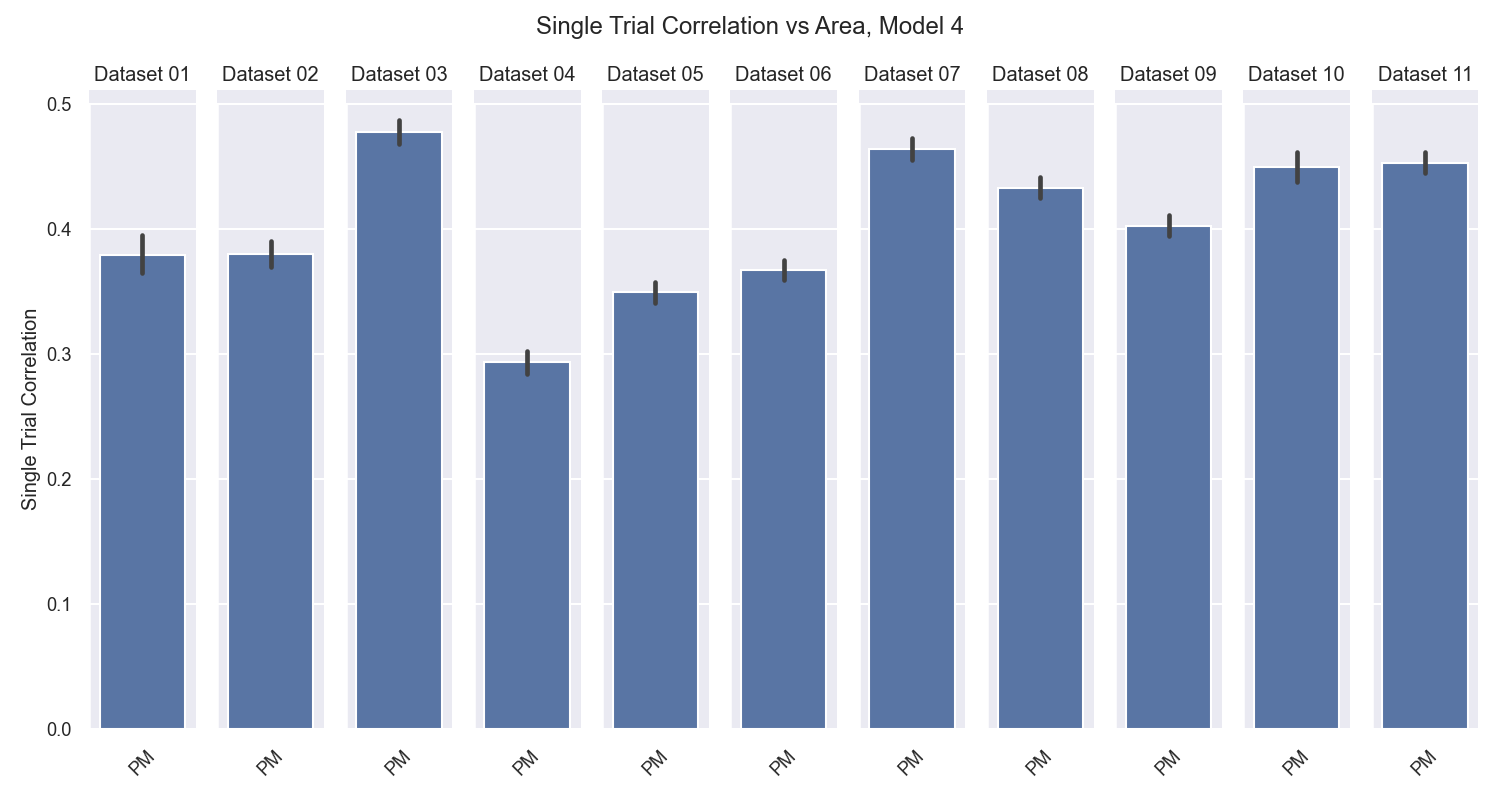 Single Trial Correlation vs Area, Model 4
Dataset 01
Dataset 02
Dataset 03
Dataset 04
Dataset 05
Dataset 06
Dataset 07
Dataset 08
Dataset 09
Dataset 10
Dataset 11
Single Trial Correlation
0.5
0.4
0.3
0.2
0.1
0.0
PM
PM
PM
PM
PM
PM
PM
PM
PM
PM
PM